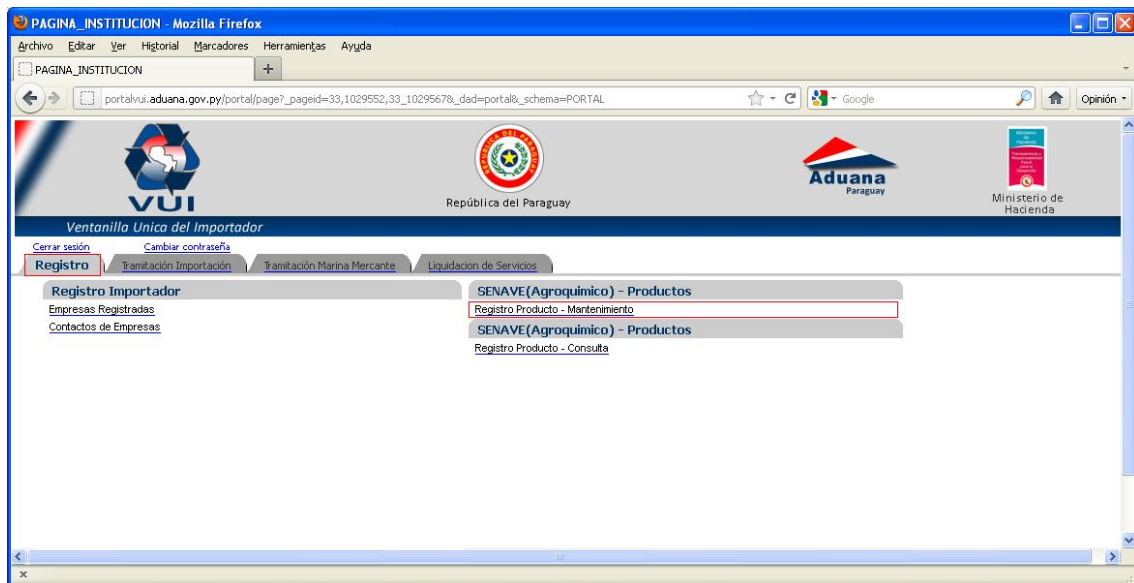 PAGINA_INSTITUCION - Mozilla Firefox
Archivo Editar Ver Historial Marcadores Herramientas Ayuda
PAGINA_INSTITUCION
portalvui.aduana.gov.py/portal/page?_pageid=33,1029552,33_1029567&_dad=portal&_schema=PORTAL
Google
Opinión
VUI
REPUBLICA DEL PARAGUAY
República del Paraguay
Aduana
Paraguay
Ministerio de
Hacienda
Ventanilla Unica del Importador
Cerrar sesión Cambiar contraseña
Registro Tramitación Importación Tramitación Marina Mercante Liquidacion de Servicios
Registro Importador
Empresas Registradas
Contactos de Empresas
SENAVE(Agroquimico) - Productos
Registro Producto - Mantenimiento
SENAVE(Agroquimico) - Productos
Registro Producto - Consulta